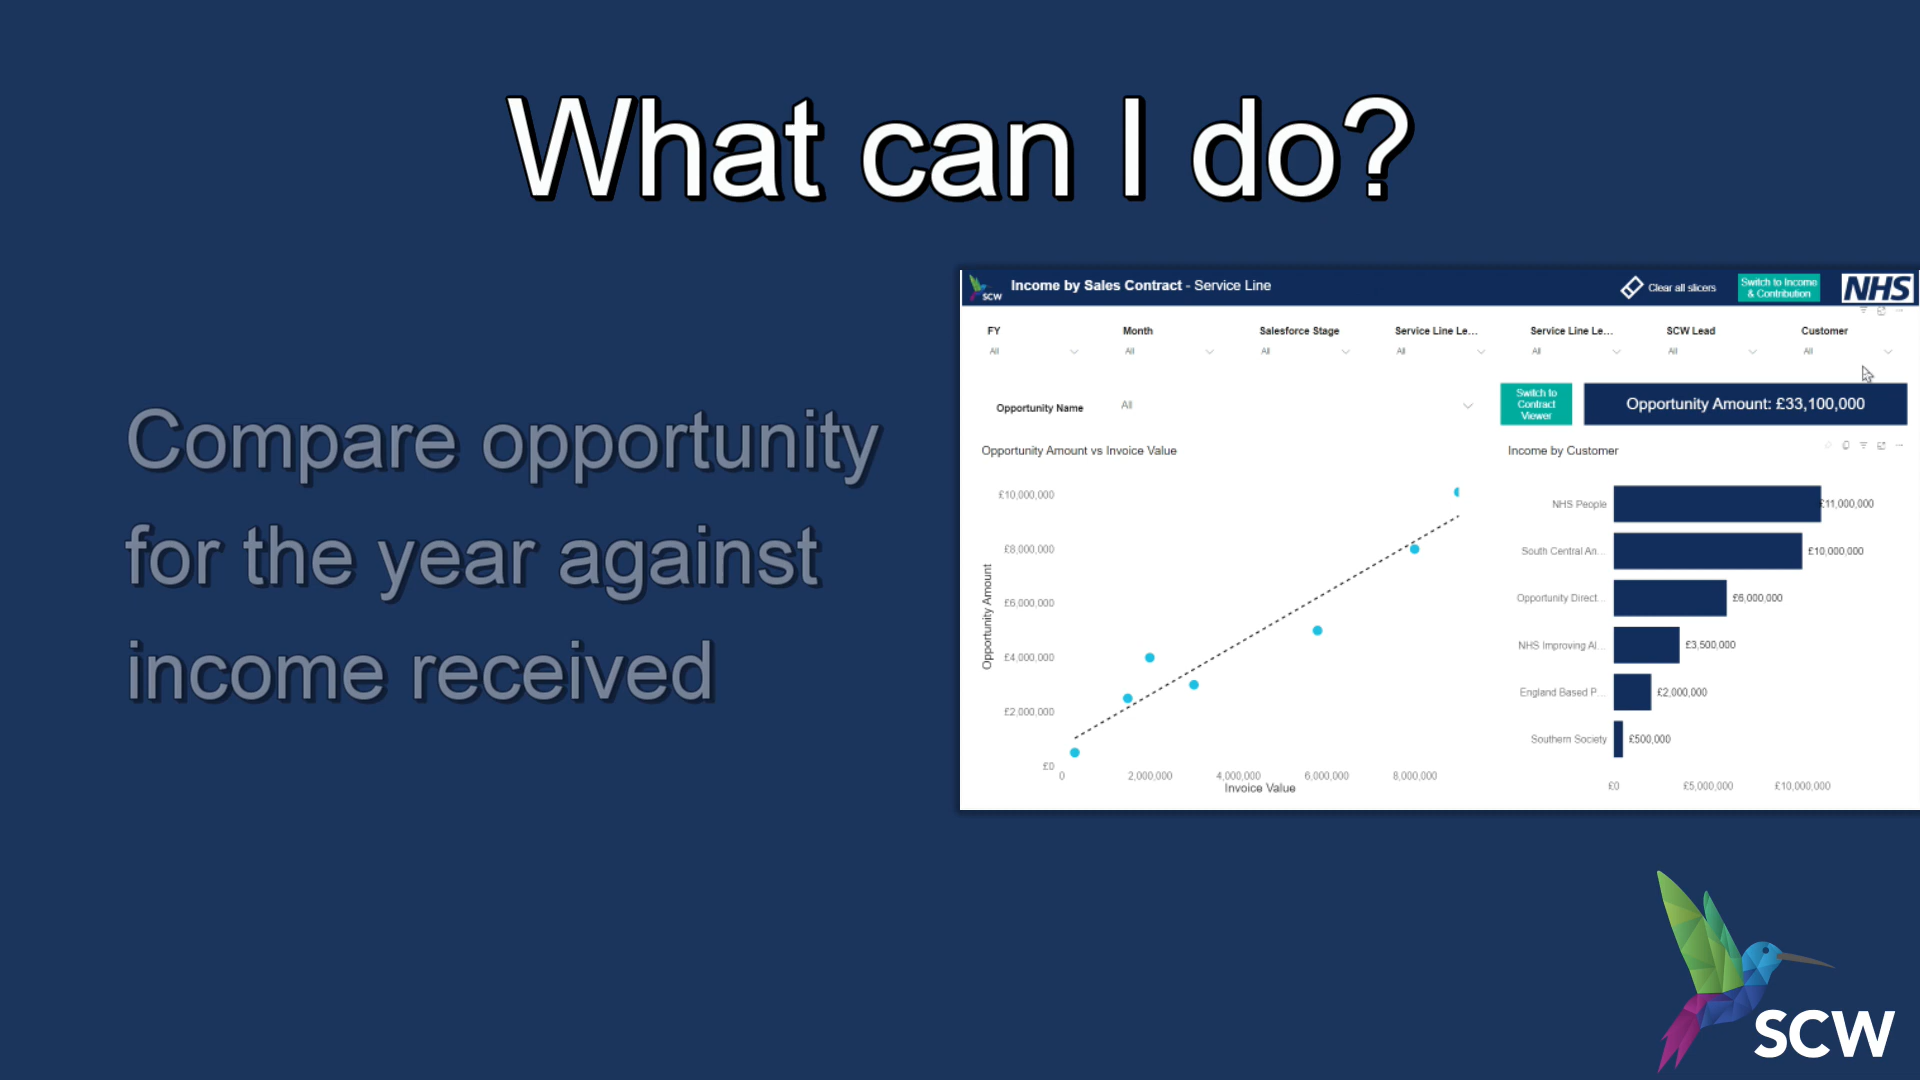 What can I do?
Compare opportunity
for the year against
income received
SCW
Income by Sales Contract - Service Line
Clear all slicers
Switch to Income
& Contribution
NHS
FY
Month
Salesforce Stage
Service Line Le...
Service Line Le...
SCW Lead
Customer
All
All
All
All
All
All
All
Opportunity Name
All
Switch to
Contract
Viewer
Opportunity Amount: £33,100,000
Opportunity Amount vs Invoice Value
£10,000,000
£8,000,000
£6,000,000
£4,000,000
£2,000,000
£0
Opportunity Amount
0
2,000,000
4,000,000
6,000,000
8,000,000
Invoice Value
Income by Customer
NHS People
£11,000,000
South Central An...
£10,000,000
Opportunity Direct...
£6,000,000
NHS Improving Al...
£3,500,000
England Based P...
£2,000,000
Southern Society
£500,000
£0
£5,000,000
£10,000,000
SCW